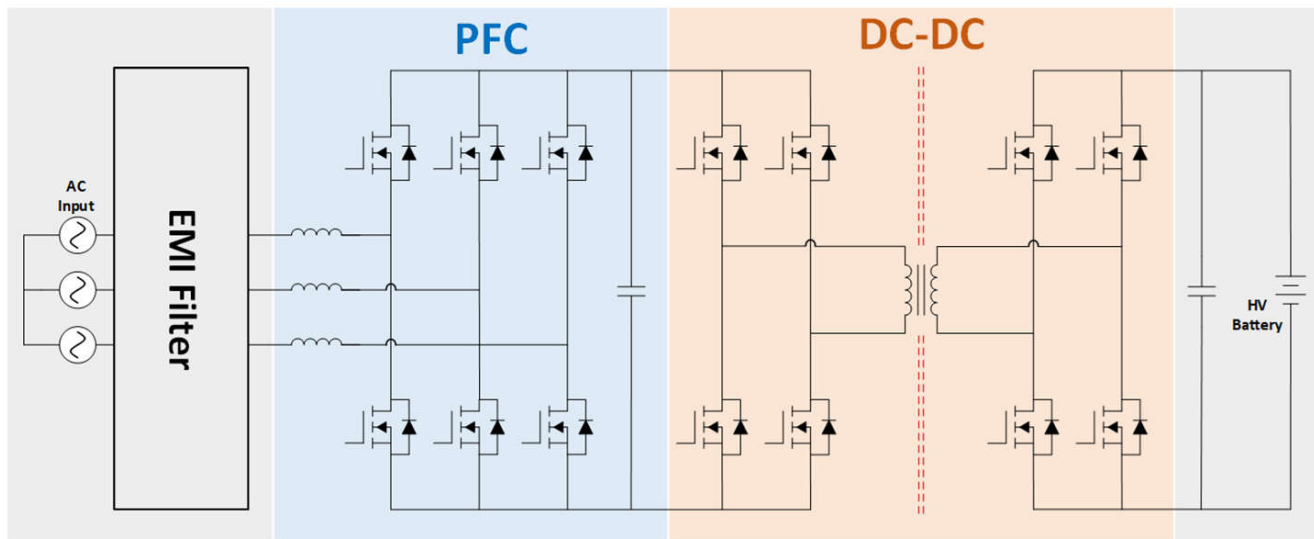 PFC
DC-DC
AC
Input
EMI Filter
HV
Battery